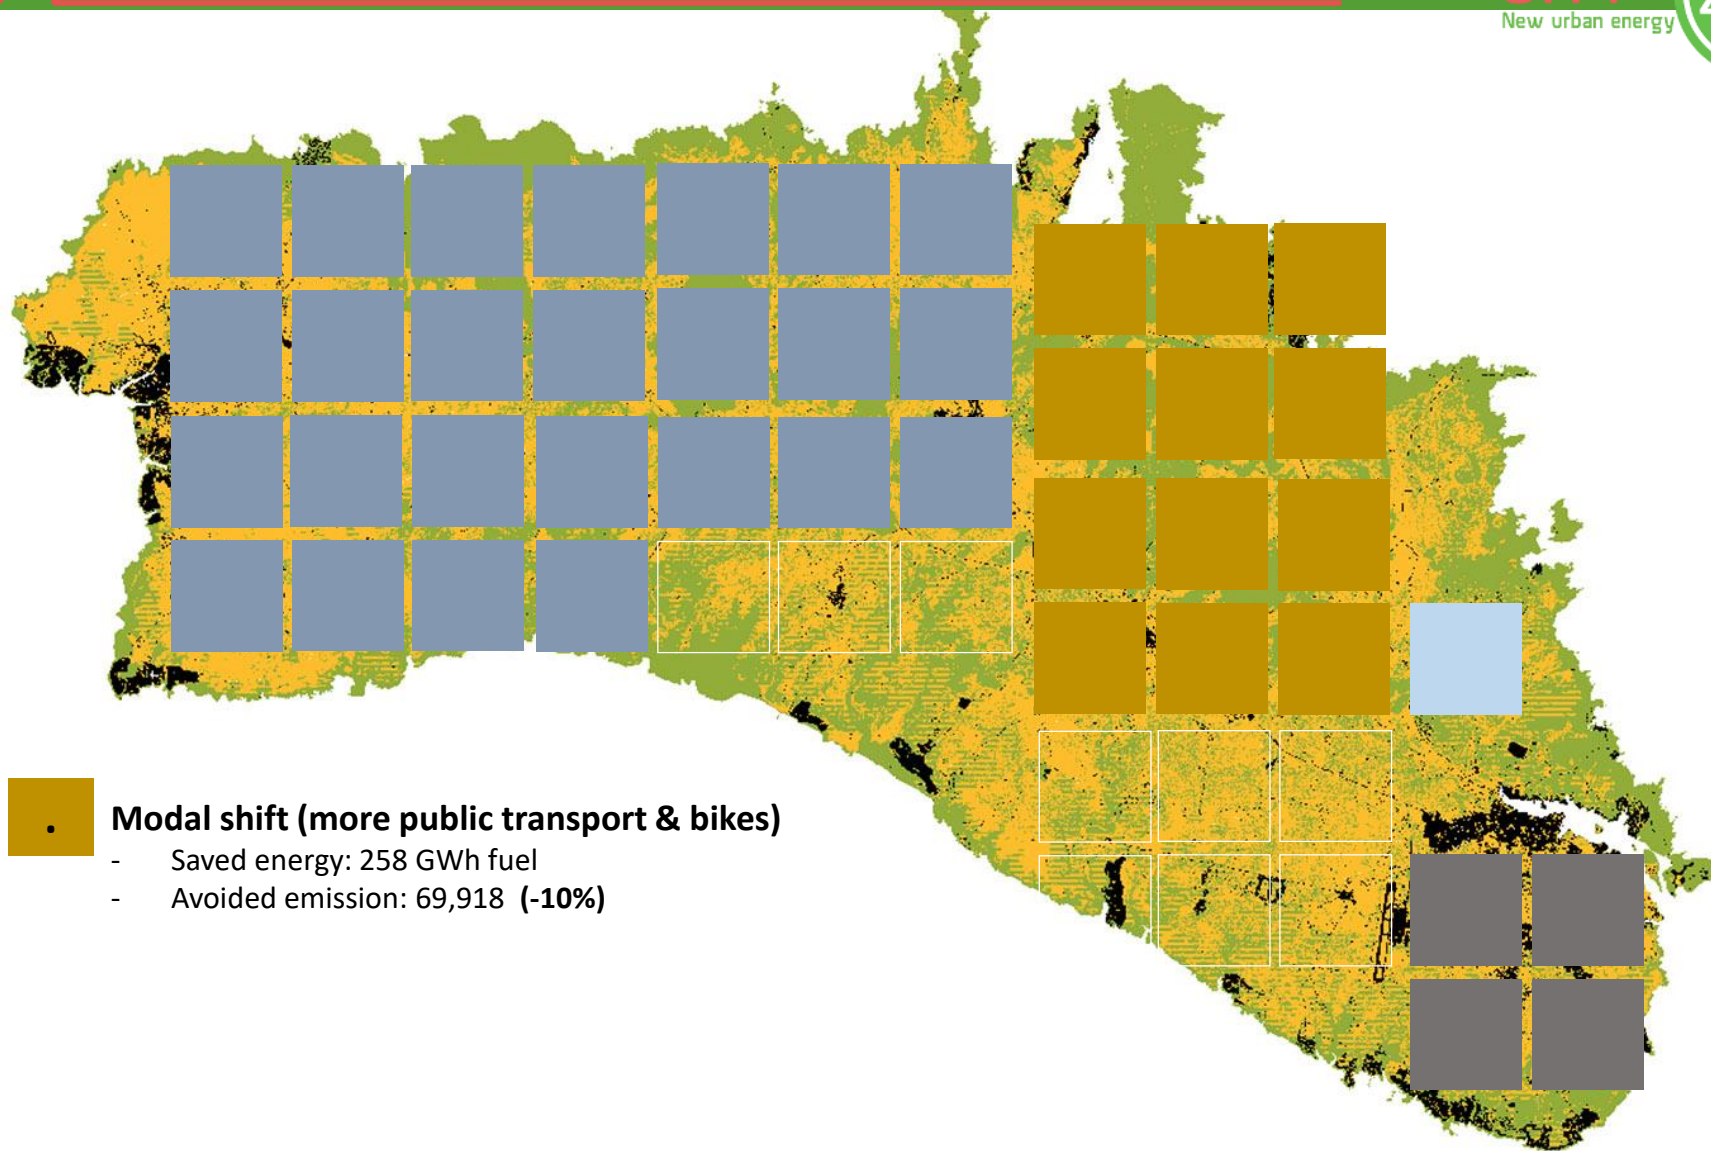 New urban energy
.
Modal shift (more public transport & bikes)
- Saved energy: 258 GWh fuel
- Avoided emission: 69,918 (-10%)